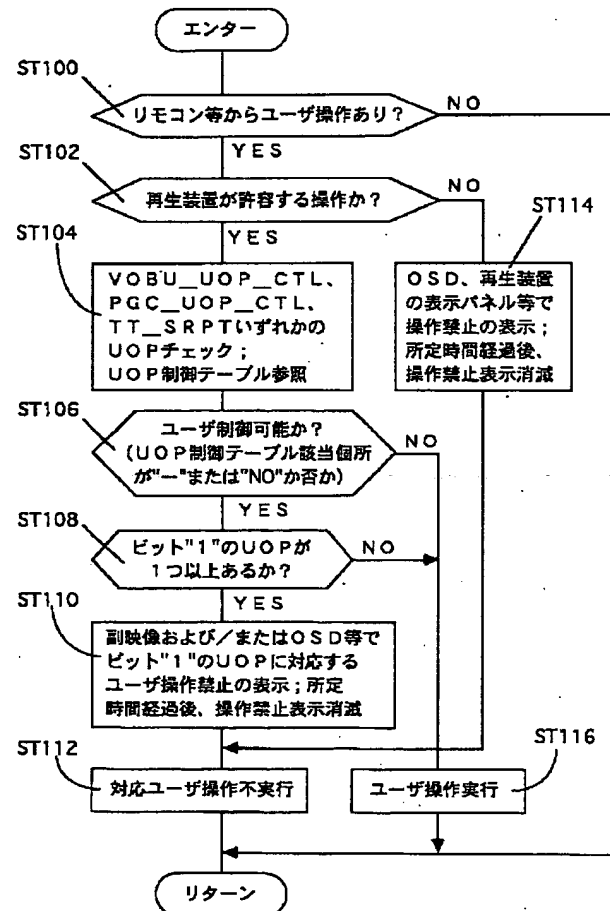 エンター
ST100
リモコン等からユーザ操作あり？
NO
YES
ST102
再生装置が許容する操作か？
NO
YES
ST114
ST104
VOBU_UOP_CTL、
PGC_UOP_CTL、
TT_SRPTいずれかの
UOPチェック；
UOP制御テーブル参照
OSD、再生装置
の表示パネル等で
操作禁止の表示；
所定時間経過後、
操作禁止表示消滅
ST106
ユーザ制御可能か？
(UOP制御テーブル該当個所
が"ー"または"NO"か否か)
NO
YES
ST108
ビット"1"のUOPが
1つ以上あるか？
NO
YES
ST110
副映像および／またはOSD等で
ビット"1"のUOPに対応する
ユーザ操作禁止の表示；所定
時間経過後、操作禁止表示消滅
ST112
対応ユーザ操作不実行
ST116
ユーザ操作実行
リターン